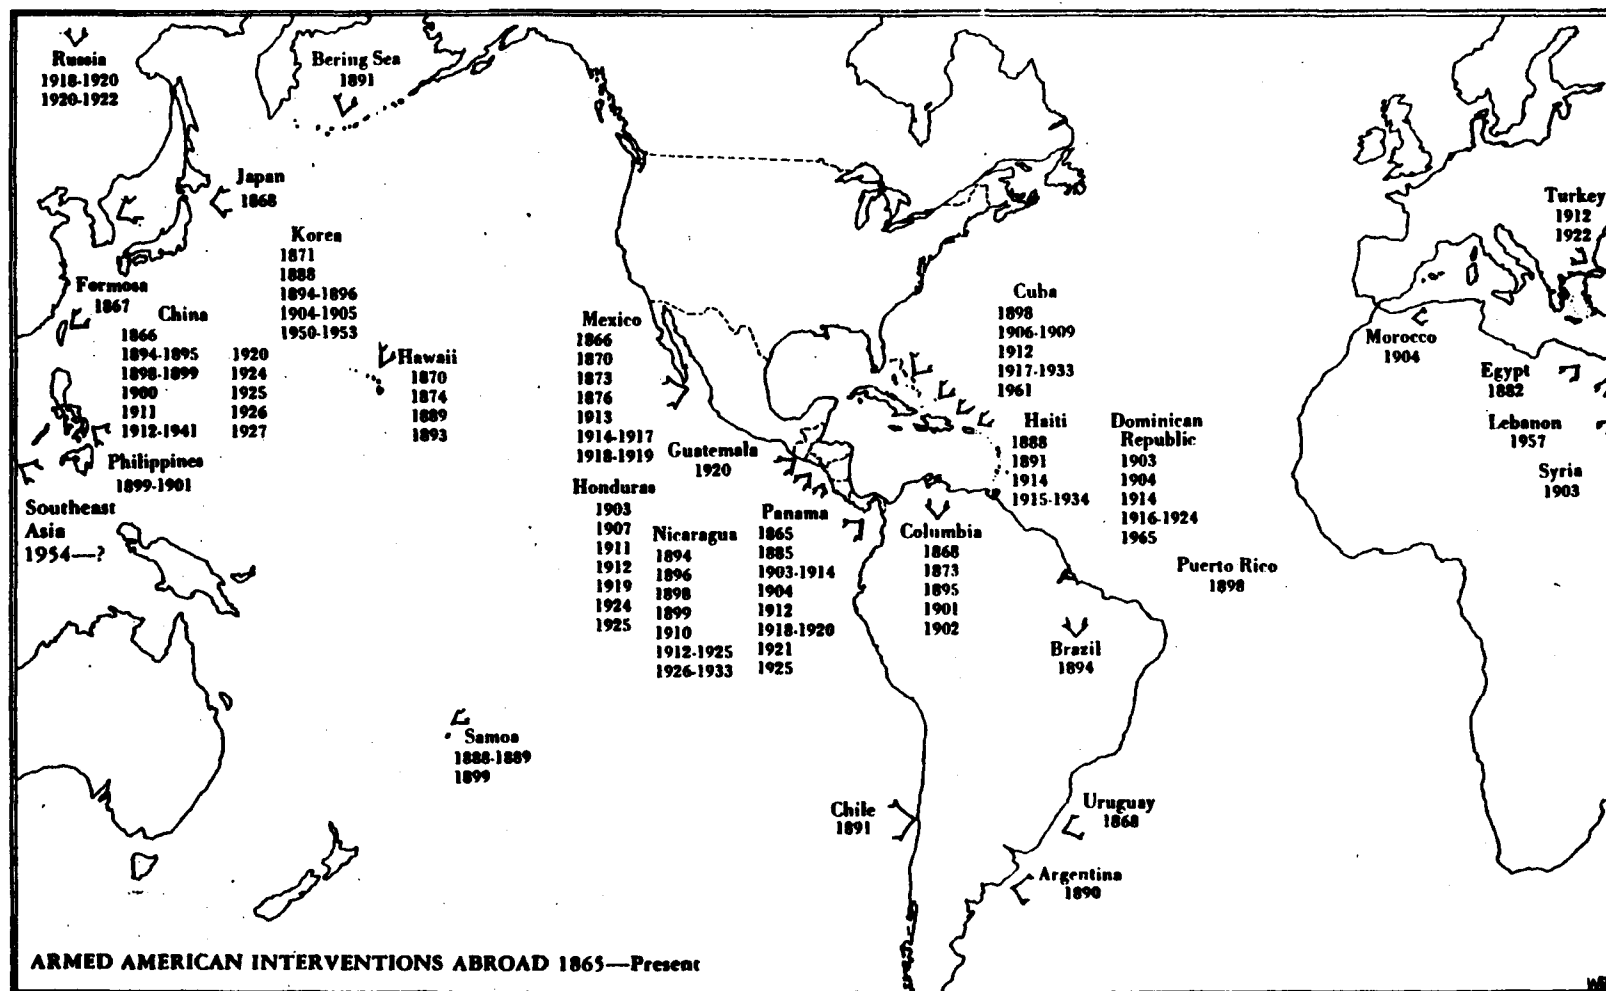 Russia
1918-1920
1920-1922
Bering Sea
1891
Japan
1868
Korea
1871
1888
1894-1896
1904-1905
1950-1953
Formosa
1867
China
1866
1894-1895
1898-1899
1900
1911
1912-1941
1920
1924
1925
1926
1927
Hawaii
1870
1874
1889
1893
Philippines
1899-1901
Southeast
Asia
1954—?
Samoa
1888-1889
1899
Mexico
1866
1870
1873
1876
1913
1914-1917
1918-1919
Guatemala
1920
Honduras
1903
1907
1911
1912
1919
1924
1925
Nicaragua
1894
1896
1898
1899
1910
1912-1925
1926-1933
Panama
1865
1885
1903-1914
1904
1912
1918-1920
1921
1925
Columbia
1868
1873
1895
1901
1902
Cuba
1898
1906-1909
1912
1917-1933
1961
Haiti
1888
1891
1914
1915-1934
Dominican
Republic
1903
1904
1914
1916-1924
1965
Puerto Rico
1898
Brazil
1894
Chile
1891
Uruguay
1868
Argentina
1890
Turkey
1912
1922
Morocco
1904
Egypt
1882
Lebanon
1957
Syria
1903
ARMED AMERICAN INTERVENTIONS ABROAD 1865—Present